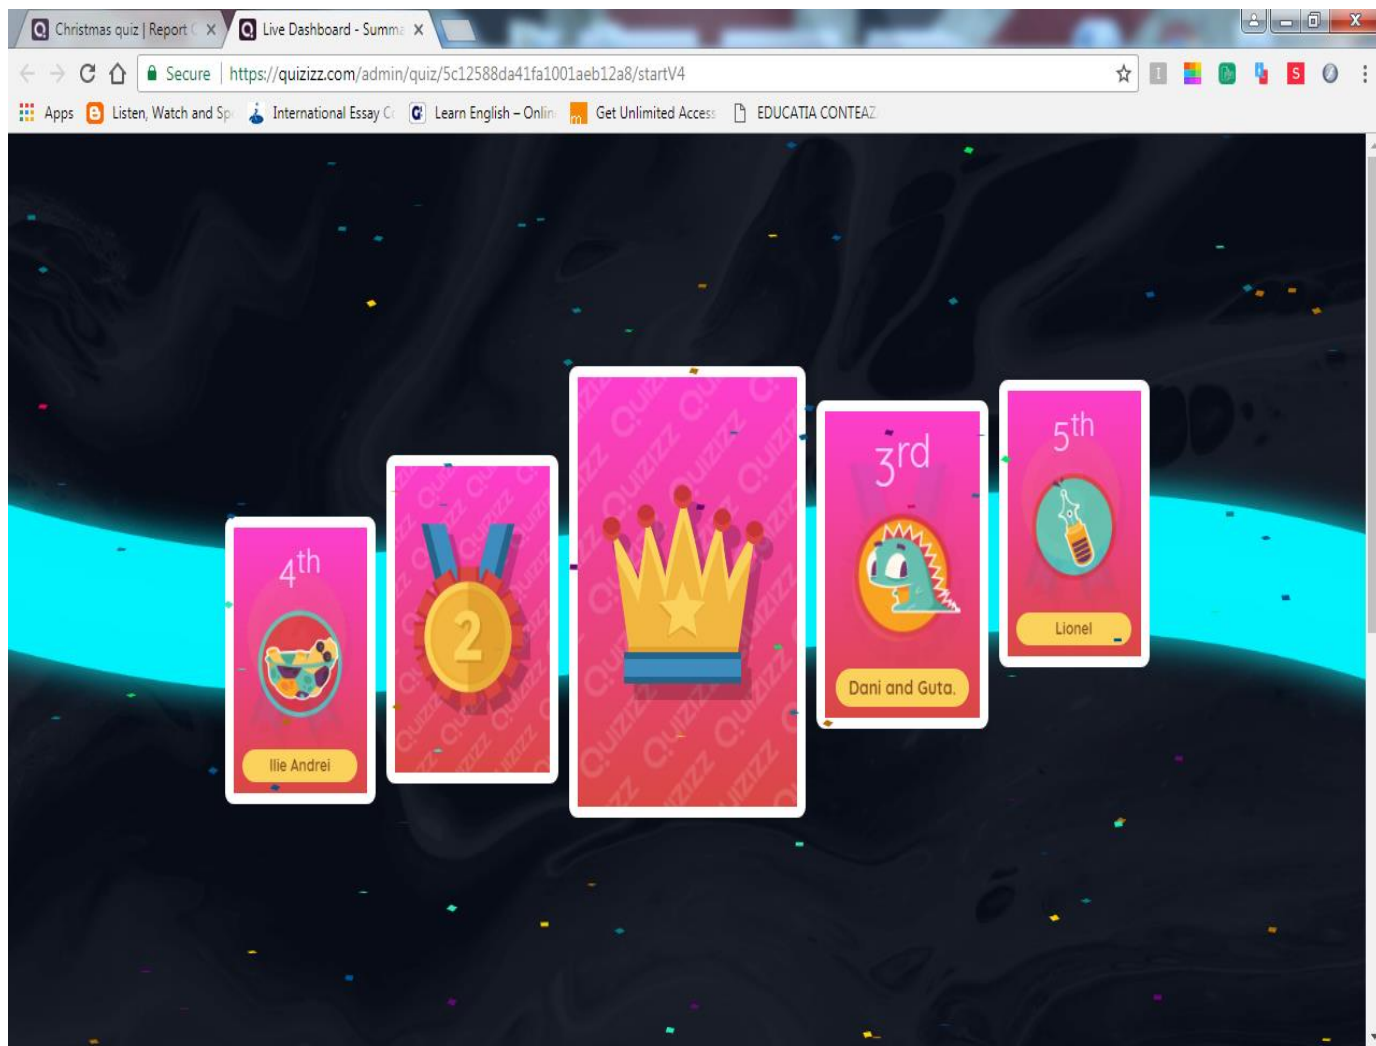 Christmas quiz | Report
Live Dashboard - Summa
Secure
https://quizizz.com/admin/quiz/5c12588da41fa1001aeb12a8/startV4
Apps
Listen, Watch and Sp
International Essay C
Learn English – Onlin
Get Unlimited Access
EDUCATIA CONTEAZ
4th
Ilie Andrei
2
Quizizz
Quizizz
3rd
Dani and Guta.
5th
Lionel